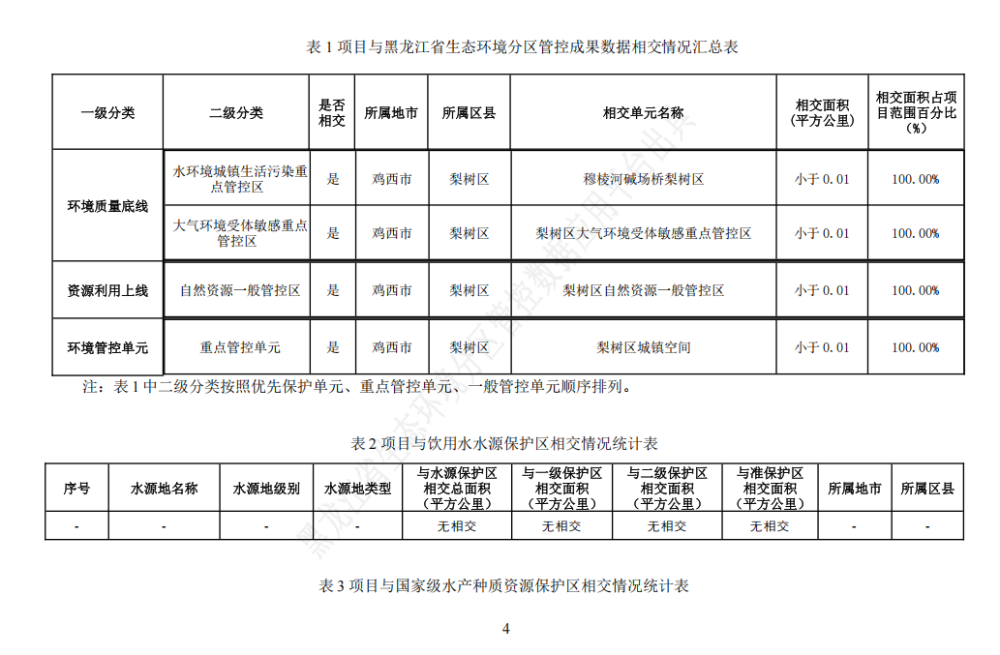 表 1 项目与黑龙江省生态环境分区管控成果数据相交情况汇总表
一级分类 二级分类 是否相交 所属地市 所属区县 相交单元名称 相交面积(平方公里) 相交面积占项目范围百分比（%）
环境质量底线 水环境城镇生活污染重点管控区 是 鸡西市 梨树区 穆棱河碱场桥梨树区 小于 0.01 100.00%
大气环境受体敏感重点管控区 是 鸡西市 梨树区 梨树区大气环境受体敏感重点管控区 小于 0.01 100.00%
资源利用上线 自然资源一般管控区 是 鸡西市 梨树区 梨树区自然资源一般管控区 小于 0.01 100.00%
环境管控单元 重点管控单元 是 鸡西市 梨树区 梨树区城镇空间 小于 0.01 100.00%
注：表 1 中二级分类按照优先保护单元、重点管控单元、一般管控单元顺序排列。
表 2 项目与饮用水水源保护区相交情况统计表
序号 水源地名称 水源地级别 水源地类型 与水源保护区相交总面积（平方公里） 与一级保护区相交面积（平方公里） 与二级保护区相交面积（平方公里） 与准保护区相交面积（平方公里） 所属地市 所属区县
- - - - 无相交 无相交 无相交 无相交 - -
表 3 项目与国家级水产种质资源保护区相交情况统计表
4
黑龙江省生态环境分区管控数据应用平台出具